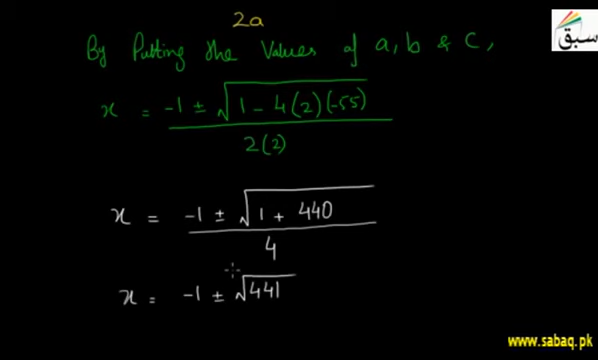 2a
سبق
By Putting the Values of a, b & c,
x = -1 ± √1 - 4(2)(-55)
2(2)
x = -1 ± √1 + 440
4
x = -1 ± √441
www.sabaq.pk